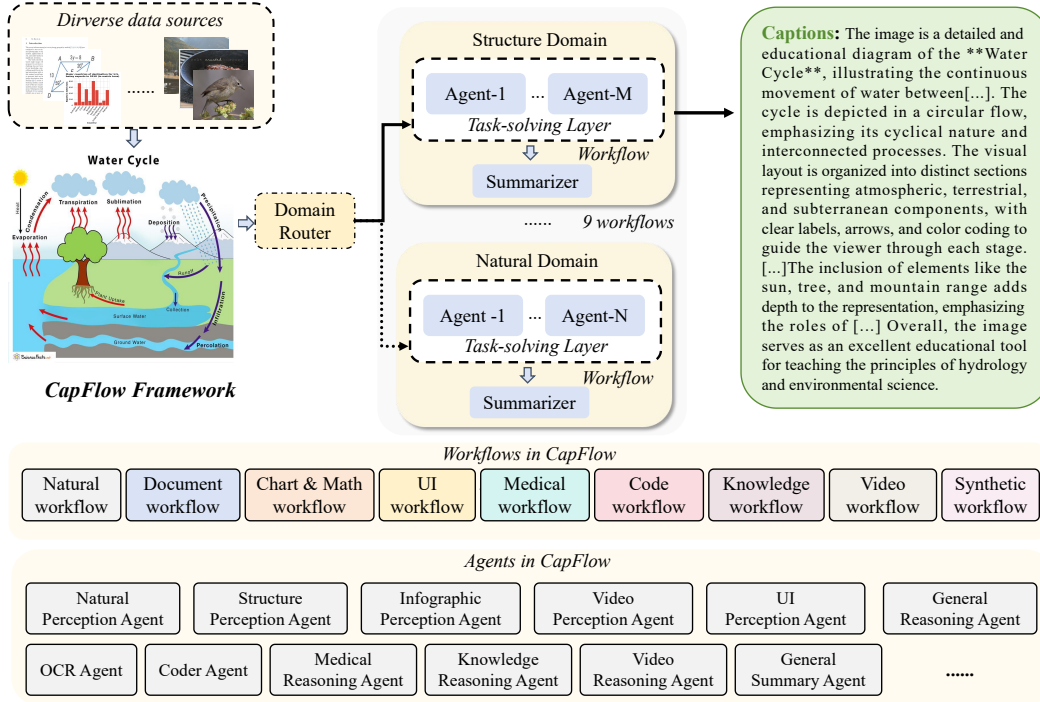 Dirverse data sources
Water Cycle
Heat
Condensation
Transpiration
Sublimation
Deposition
Precipitation
Evaporation
Runoff
Plant Uptake
Collection
Infiltration
Surface Water
Ground Water
Percolation
CapFlow Framework
Domain
Router
Structure Domain
Agent-1 ... Agent-M
Task-solving Layer
Workflow
Summarizer
...... 9 workflows
Natural Domain
Agent -1 ... Agent-N
Task-solving Layer
Workflow
Summarizer
Captions: The image is a detailed and
educational diagram of the **Water
Cycle**, illustrating the continuous
movement of water between[...]. The
cycle is depicted in a circular flow,
emphasizing its cyclical nature and
interconnected processes. The visual
layout is organized into distinct sections
representing atmospheric, terrestrial,
and subterranean components, with
clear labels, arrows, and color coding to
guide the viewer through each stage.
[...]The inclusion of elements like the
sun, tree, and mountain range adds
depth to the representation, emphasizing
the roles of [...] Overall, the image
serves as an excellent educational tool
for teaching the principles of hydrology
and environmental science.
Workflows in CapFlow
Natural
workflow
Document
workflow
Chart & Math
workflow
UI
workflow
Medical
workflow
Code
workflow
Knowledge
workflow
Video
workflow
Synthetic
workflow
Agents in CapFlow
Natural
Perception Agent
Structure
Perception Agent
Infographic
Perception Agent
Video
Perception Agent
UI
Perception Agent
General
Reasoning Agent
OCR Agent
Coder Agent
Medical
Reasoning Agent
Knowledge
Reasoning Agent
Video
Reasoning Agent
General
Summary Agent
......